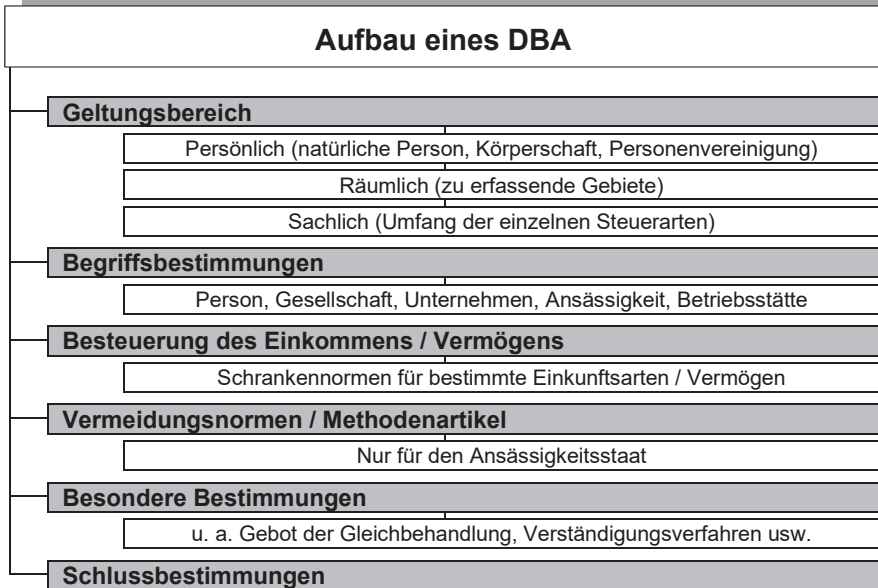 Aufbau eines DBA
Geltungsbereich
Persönlich (natürliche Person, Körperschaft, Personenvereinigung)
Räumlich (zu erfassende Gebiete)
Sachlich (Umfang der einzelnen Steuerarten)
Begriffsbestimmungen
Person, Gesellschaft, Unternehmen, Ansässigkeit, Betriebsstätte
Besteuerung des Einkommens / Vermögens
Schrankennormen für bestimmte Einkunftsarten / Vermögen
Vermeidungsnormen / Methodenartikel
Nur für den Ansässigkeitsstaat
Besondere Bestimmungen
u. a. Gebot der Gleichbehandlung, Verständigungsverfahren usw.
Schlussbestimmungen